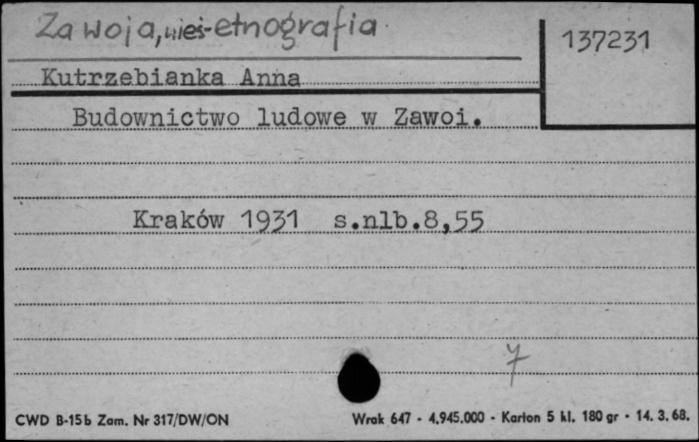 Zawoja, wieś-etnografia
137231
Kutrzebianka Anna
Budownictwo ludowe w Zawoi.
Kraków 1931 s.nlb.8,55
7
CWD B-15b Zam. Nr 317/DW/ON Wrak 647 - 4.945.000 - Karton 5 kl. 180 gr - 14. 3. 68.